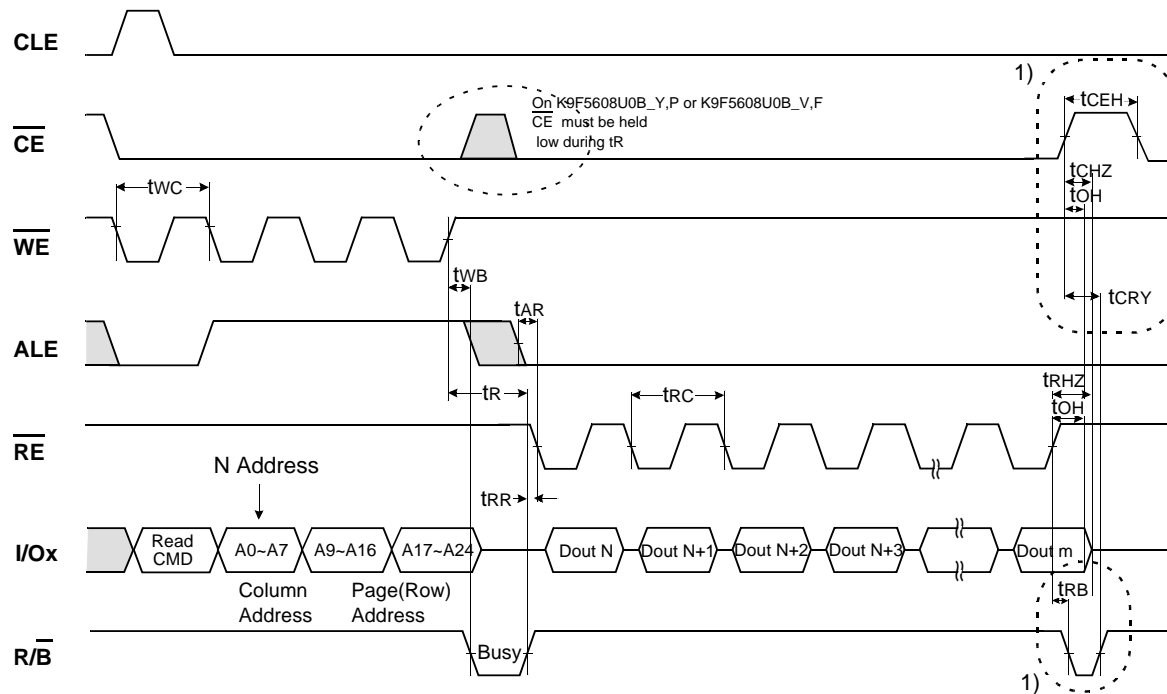 CLE
1)
tCEH
On K9F5608U0B_Y,P or K9F5608U0B_V,F
CE must be held
low during tR
CE
tCHZ
tOH
tWC
WE
tWB
tCRY
tAR
ALE
tR
tRC
tRHZ
tOH
RE
N Address
tRR
I/Ox
Read
CMD
A0~A7
A9~A16
A17~A24
Dout N
Dout N+1
Dout N+2
Dout N+3
Dout m
Column
Address
Page(Row)
Address
tRB
R/B
Busy
1)